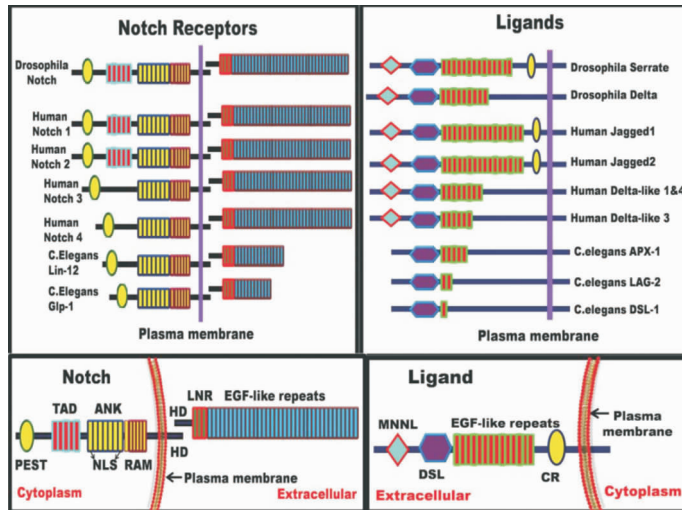 Notch Receptors
Drosophila
Notch
Human
Notch 1
Human
Notch 2
Human
Notch 3
Human
Notch 4
C.Elegans
Lin-12
C.Elegans
Glp-1
Plasma membrane
Ligands
Drosophila Serrate
Drosophila Delta
Human Jagged1
Human Jagged2
Human Delta-like 1&4
Human Delta-like 3
C.elegans APX-1
C.elegans LAG-2
C.elegans DSL-1
Plasma membrane
Notch
LNR EGF-like repeats
TAD ANK
HD
PEST NLS RAM HD
Plasma membrane
Cytoplasm Extracellular
Ligand
Plasma
membrane
MNNL EGF-like repeats
DSL CR
Extracellular Cytoplasm